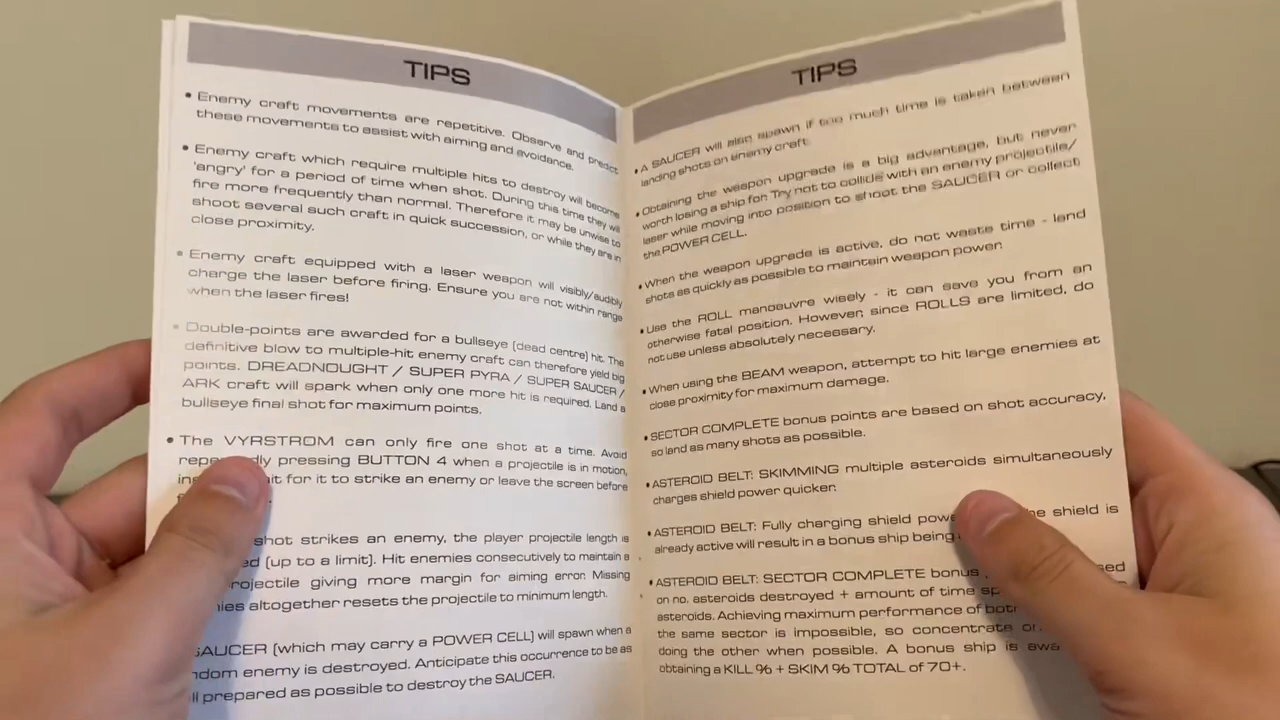 TIPS
• Enemy craft movements are repetitive. Observe and predict
these movements to assist with aiming and avoidance.
• Enemy craft which require multiple hits to destroy will become
'angry' for a period of time when shot. During this time they will
fire more frequently than normal. Therefore it may be unwise to
shoot several such craft in quick succession, or while they are in
close proximity.
• Enemy craft equipped with a laser weapon will visibly/audibly
charge the laser before firing. Ensure you are not within range
when the laser fires!
• Double-points are awarded for a bullseye (dead centre) hit. The
definitive blow to multiple-hit enemy craft can therefore yield big
points. DREADNOUGHT / SUPER PYRA / SUPER SAUCER /
ARK craft will spark when only one more hit is required. Land a
bullseye final shot for maximum points.
• The VYRSTROM can only fire one shot at a time. Avoid
pressing BUTTON 4 when a projectile is in motion,
it for it to strike an enemy or leave the screen before
shot strikes an enemy, the player projectile length is
(up to a limit). Hit enemies consecutively to maintain a
giving more margin for aiming error. Missing
altogether resets the projectile to minimum length.
SAUCER (which may carry a POWER CELL) will spawn when a
enemy is destroyed. Anticipate this occurrence to be as
prepared as possible to destroy the SAUCER.
TIPS
• A SAUCER will also spawn if too much time is taken between
landing shots on enemy craft.
• Obtaining the weapon upgrade is a big advantage, but never
worth losing a ship for. Try not to collide with an enemy projectile/
laser while moving into position to shoot the SAUCER or collect
the POWER CELL.
• When the weapon upgrade is active, do not waste time - land
shots as quickly as possible to maintain weapon power.
• Use the ROLL manoeuvre wisely - it can save you from an
otherwise fatal position. However, since ROLLS are limited, do
not use unless absolutely necessary.
• When using the BEAM weapon, attempt to hit large enemies at
close proximity for maximum damage.
• SECTOR COMPLETE bonus points are based on shot accuracy,
so land as many shots as possible.
• ASTEROID BELT: SKIMMING multiple asteroids simultaneously
charges shield power quicker.
• ASTEROID BELT: Fully charging shield the shield is
already active will result in a bonus ship being
• ASTEROID BELT: SECTOR COMPLETE bonus
on no. asteroids destroyed + amount of time
asteroids. Achieving maximum performance of
the same sector is impossible, so concentrate
doing the other when possible. A bonus ship is
obtaining a KILL % + SKIM % TOTAL of 70+.